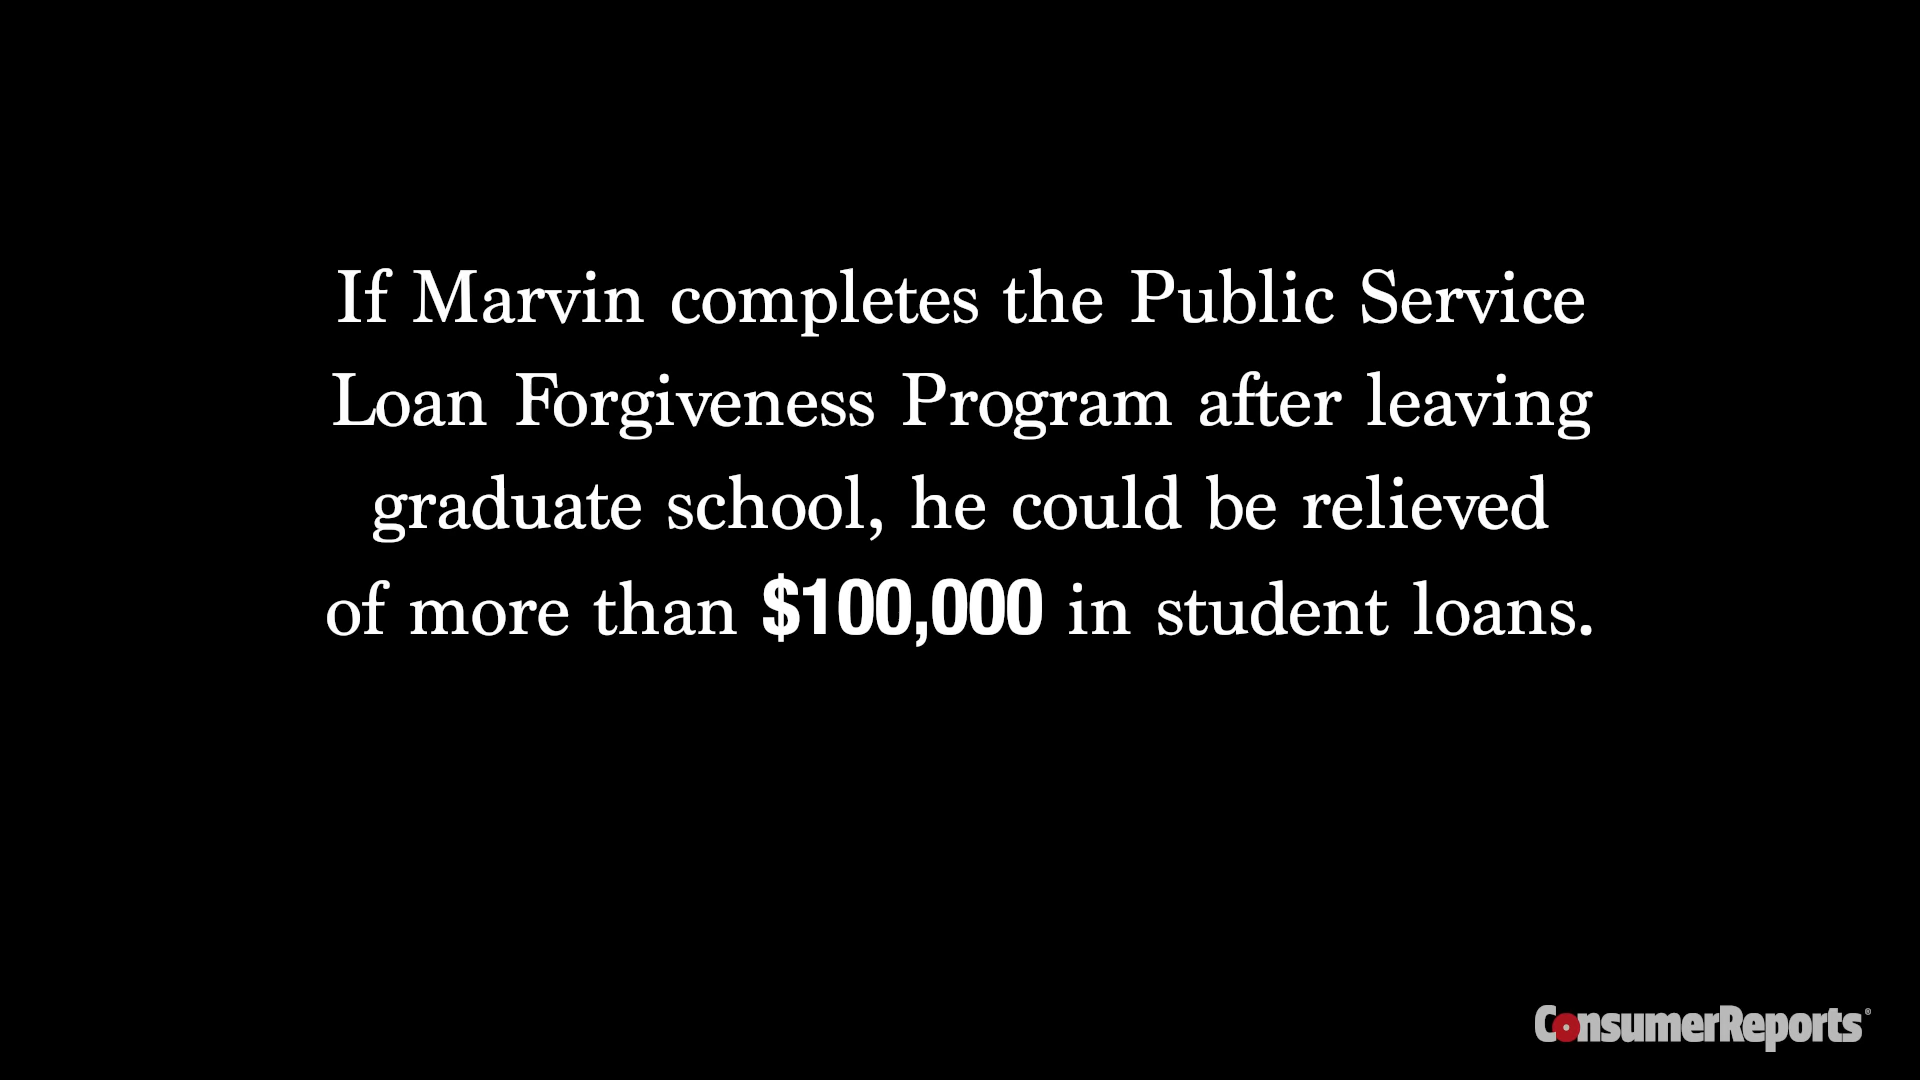 If Marvin completes the Public Service
Loan Forgiveness Program after leaving
graduate school, he could be relieved
of more than $100,000 in student loans.
ConsumerReports®